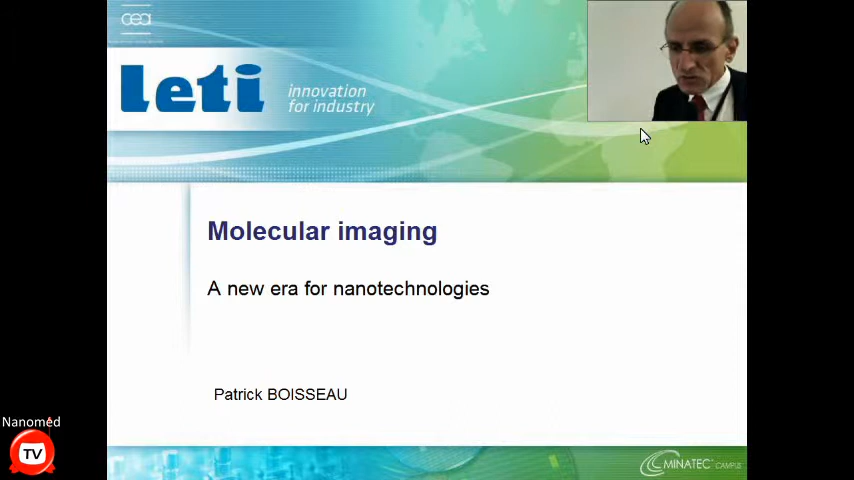 cea
leti
innovation
for industry
Molecular imaging
A new era for nanotechnologies
Patrick BOISSEAU
Nanomed
TV
MINATEC CAMPUS